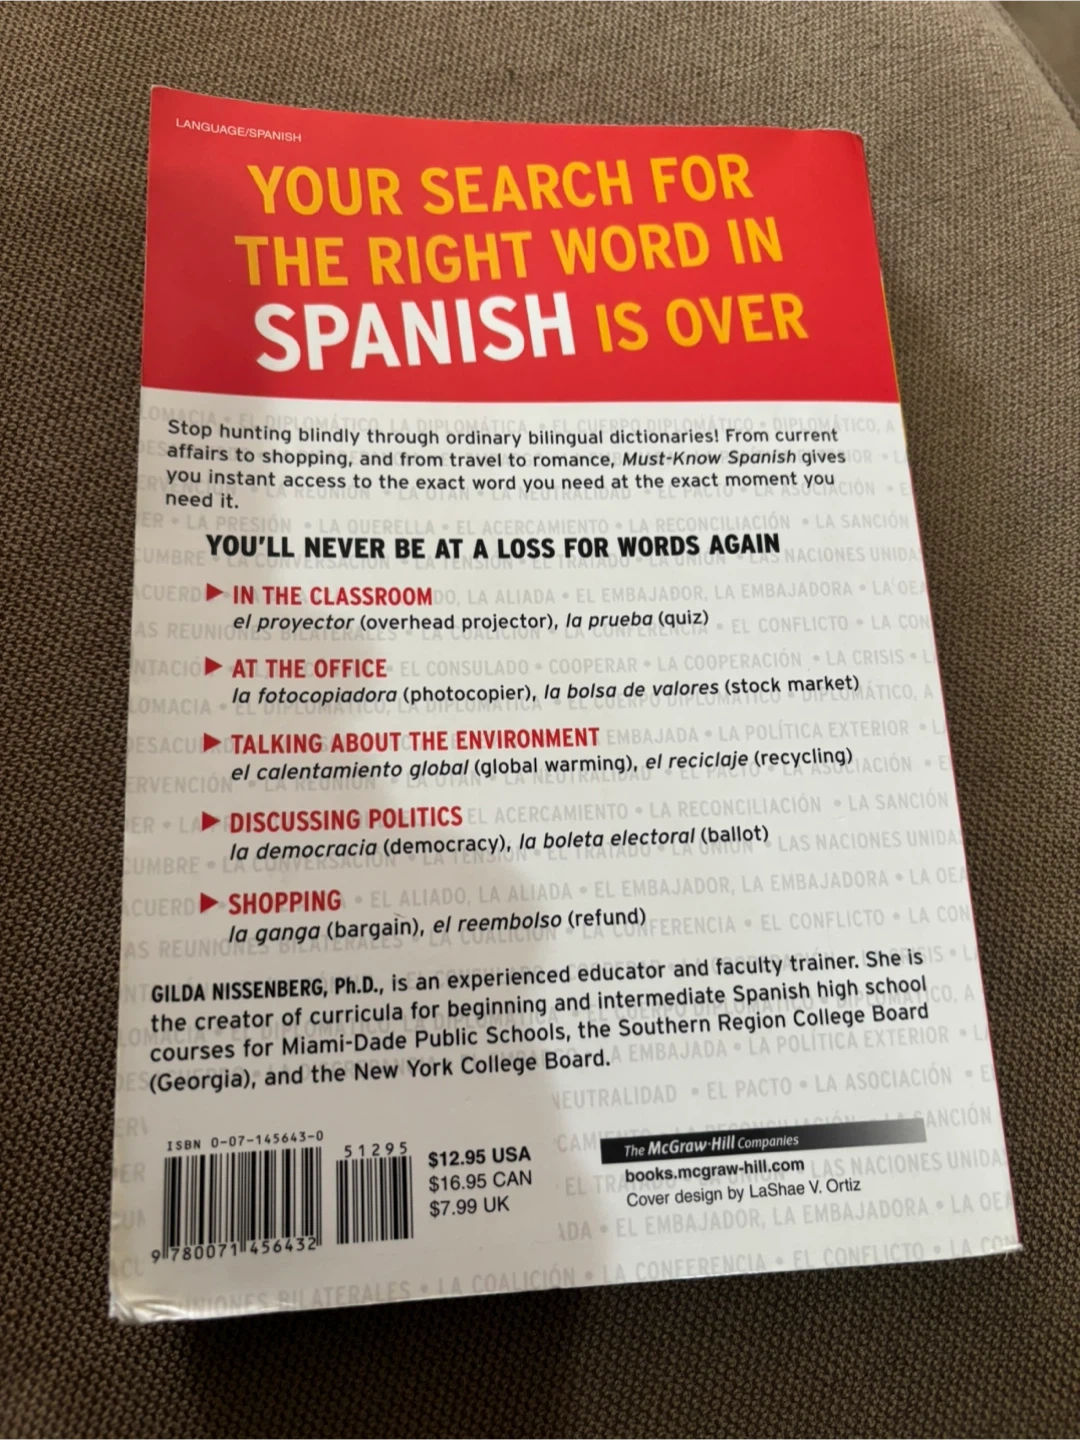 LANGUAGE/SPANISH
YOUR SEARCH FOR
THE RIGHT WORD IN
SPANISH IS OVER
Stop hunting blindly through ordinary bilingual dictionaries! From current
affairs to shopping, and from travel to romance, Must-Know Spanish gives
you instant access to the exact word you need at the exact moment you
need it.
YOU'LL NEVER BE AT A LOSS FOR WORDS AGAIN
IN THE CLASSROOM
el proyector (overhead projector), la prueba (quiz)
AT THE OFFICE
la fotocopiadora (photocopier), la bolsa de valores (stock market)
TALKING ABOUT THE ENVIRONMENT
el calentamiento global (global warming), el reciclaje (recycling)
DISCUSSING POLITICS
la democracia (democracy), la boleta electoral (ballot)
SHOPPING
la ganga (bargain), el reembolso (refund)
GILDA NISSENBERG, Ph.D., is an experienced educator and faculty trainer. She is
the creator of curricula for beginning and intermediate Spanish high school
courses for Miami-Dade Public Schools, the Southern Region College Board
(Georgia), and the New York College Board.
ISBN 0-07-145643-0
51295
9 780071 456432
$12.95 USA
$16.95 CAN
$7.99 UK
The McGraw·Hill Companies
books.mcgraw-hill.com
Cover design by LaShae V. Ortiz